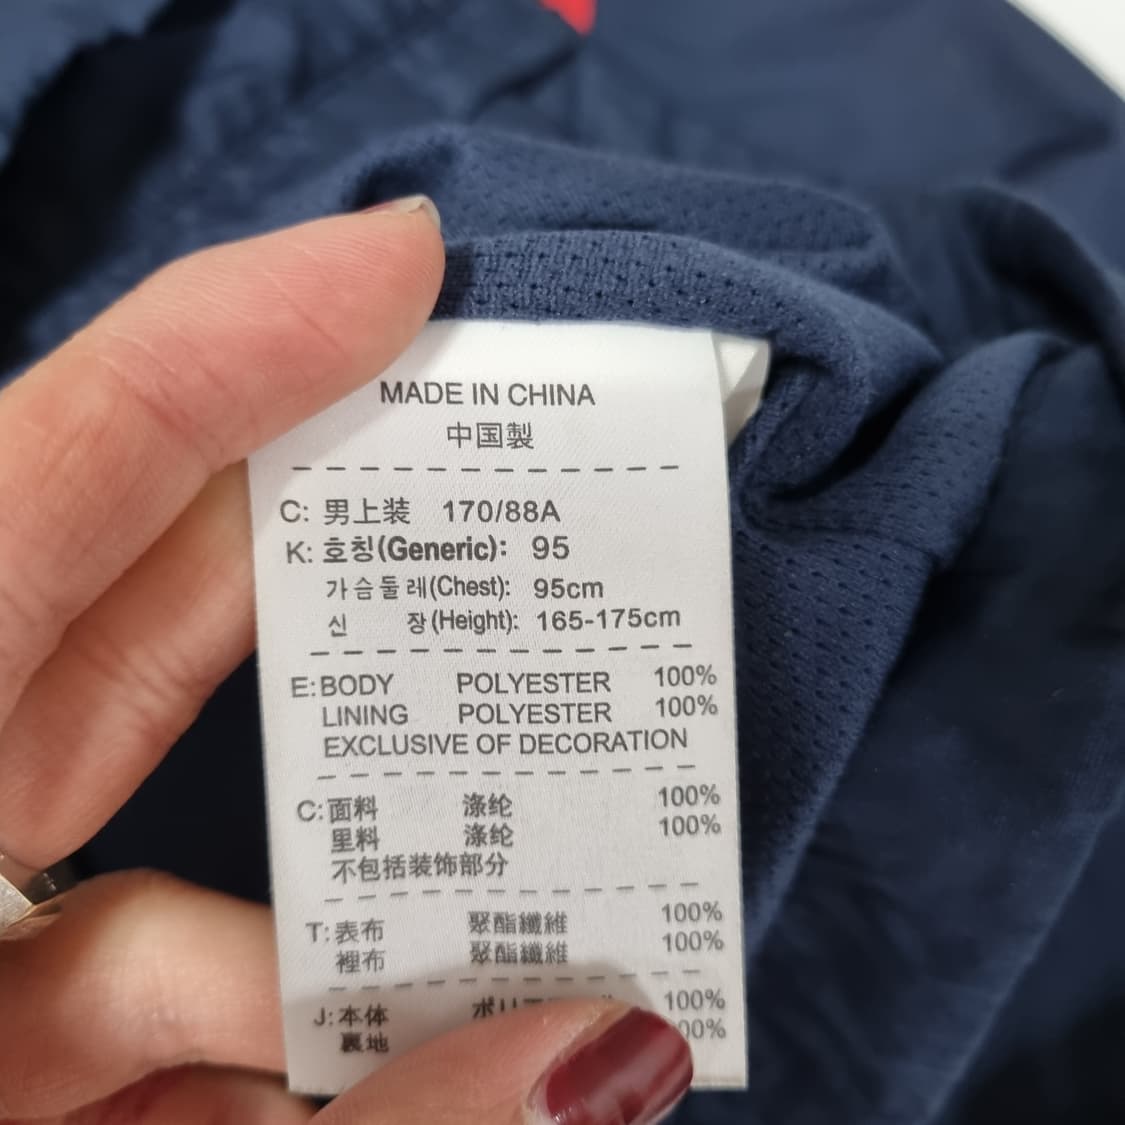 MADE IN CHINA
中国製
C: 男上装 170/88A
K: 호칭(Generic): 95
가슴둘레(Chest): 95cm
신 장(Height): 165-175cm
E: BODY POLYESTER 100%
LINING POLYESTER 100%
EXCLUSIVE OF DECORATION
C: 面料 涤纶 100%
里料 涤纶 100%
不包括装饰部分
T: 表布 聚酯纖維 100%
裡布 聚酯纖維 100%
J: 本体 100%
裏地